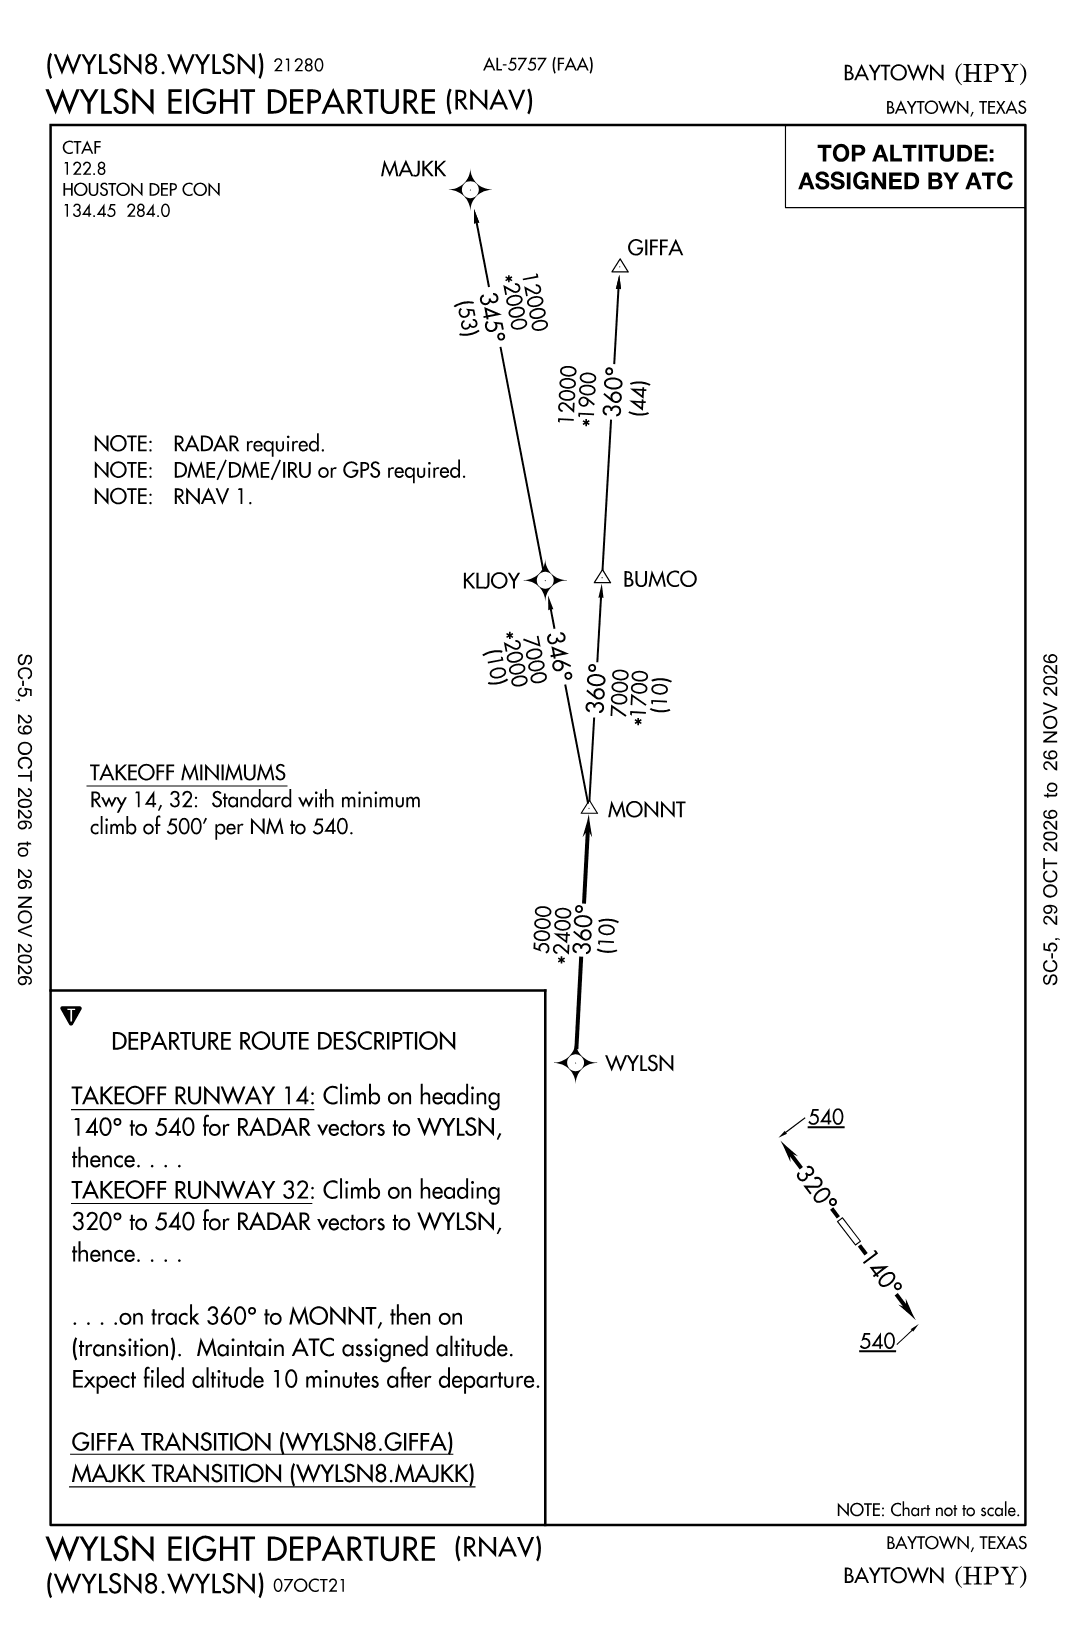 (WYLSN8.WYLSN) 21280
AL-5757 (FAA)
BAYTOWN (HPY)
WYLSN EIGHT DEPARTURE (RNAV)
BAYTOWN, TEXAS
CTAF
122.8
HOUSTON DEP CON
134.45 284.0
TOP ALTITUDE:
ASSIGNED BY ATC
MAJKK
GIFFA
12000
*2000
345°
(53)
12000
*1900
360°
(44)
NOTE: RADAR required.
NOTE: DME/DME/IRU or GPS required.
NOTE: RNAV 1.
KIJOY
BUMCO
346°
7000
*2000
(10)
360°
7000
*1700
(10)
TAKEOFF MINIMUMS
Rwy 14, 32: Standard with minimum
climb of 500' per NM to 540.
MONNT
5000
*2400
360°
(10)
WYLSN
SC-5, 29 OCT 2026 to 26 NOV 2026
SC-5, 29 OCT 2026 to 26 NOV 2026
T
DEPARTURE ROUTE DESCRIPTION
TAKEOFF RUNWAY 14: Climb on heading
140° to 540 for RADAR vectors to WYLSN,
thence. . . .
TAKEOFF RUNWAY 32: Climb on heading
320° to 540 for RADAR vectors to WYLSN,
thence. . . .
. . . .on track 360° to MONNT, then on
(transition). Maintain ATC assigned altitude.
Expect filed altitude 10 minutes after departure.
GIFFA TRANSITION (WYLSN8.GIFFA)
MAJKK TRANSITION (WYLSN8.MAJKK)
540
320°
140°
540
NOTE: Chart not to scale.
WYLSN EIGHT DEPARTURE (RNAV)
BAYTOWN, TEXAS
(WYLSN8.WYLSN) 07OCT21
BAYTOWN (HPY)